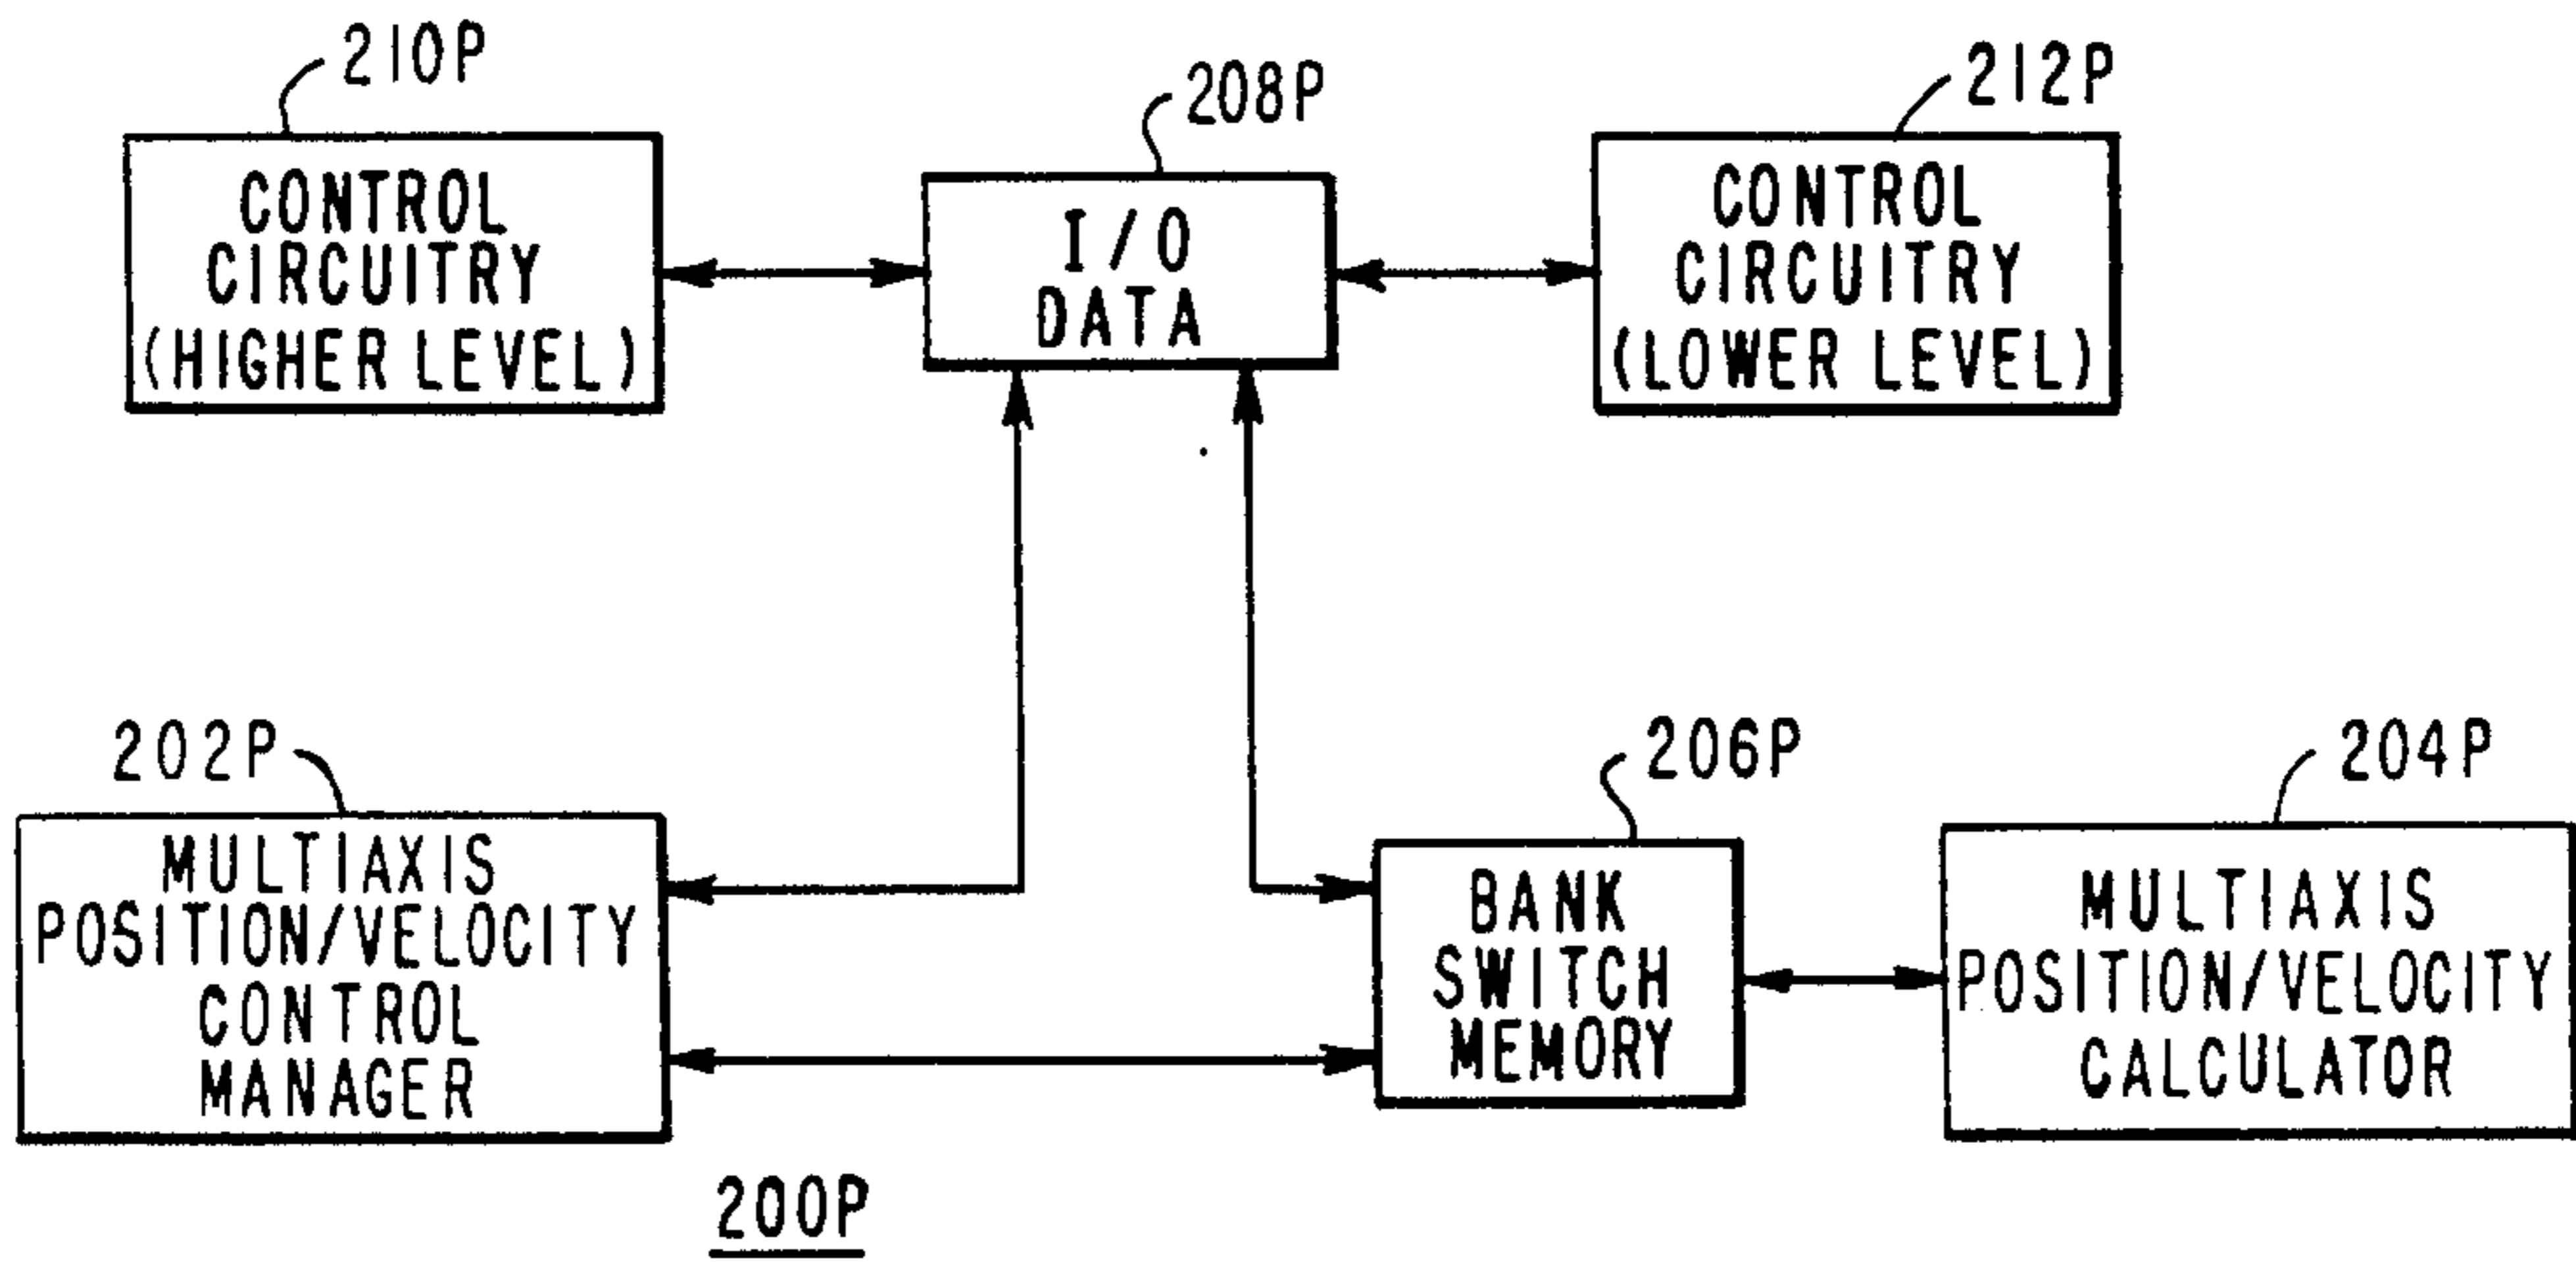 210P
208P
212P
CONTROL
CIRCUITRY
(HIGHER LEVEL)
I/O
DATA
CONTROL
CIRCUITRY
(LOWER LEVEL)
202P
206P
204P
MULTIAXIS
POSITION/VELOCITY
CONTROL
MANAGER
BANK
SWITCH
MEMORY
MULTIAXIS
POSITION/VELOCITY
CALCULATOR
200P